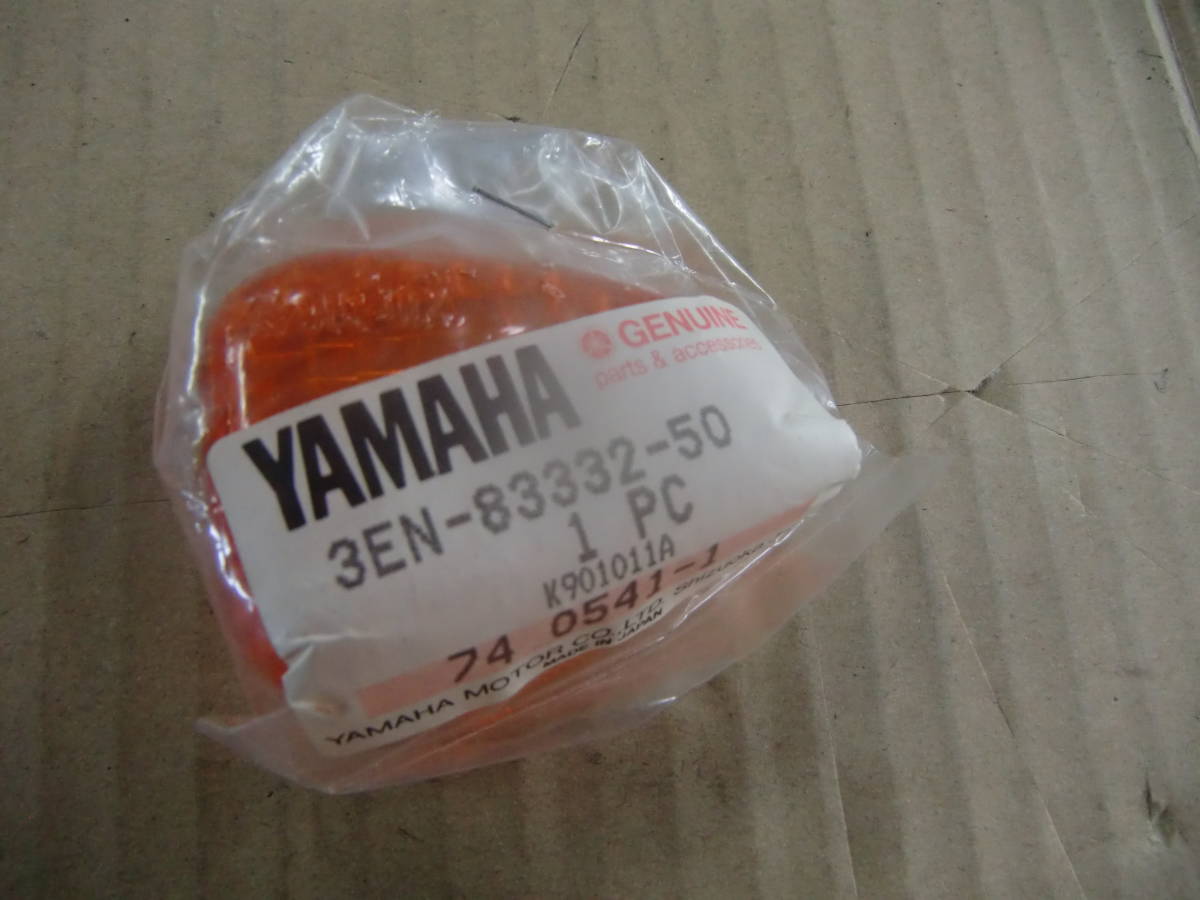 YAMAHA
GENUINE
parts & accessories
3EN-83332-50
1 PC
K901011A
74 0541-1
YAMAHA MOTOR CO., LTD. SHIZUOKA
MADE IN JAPAN